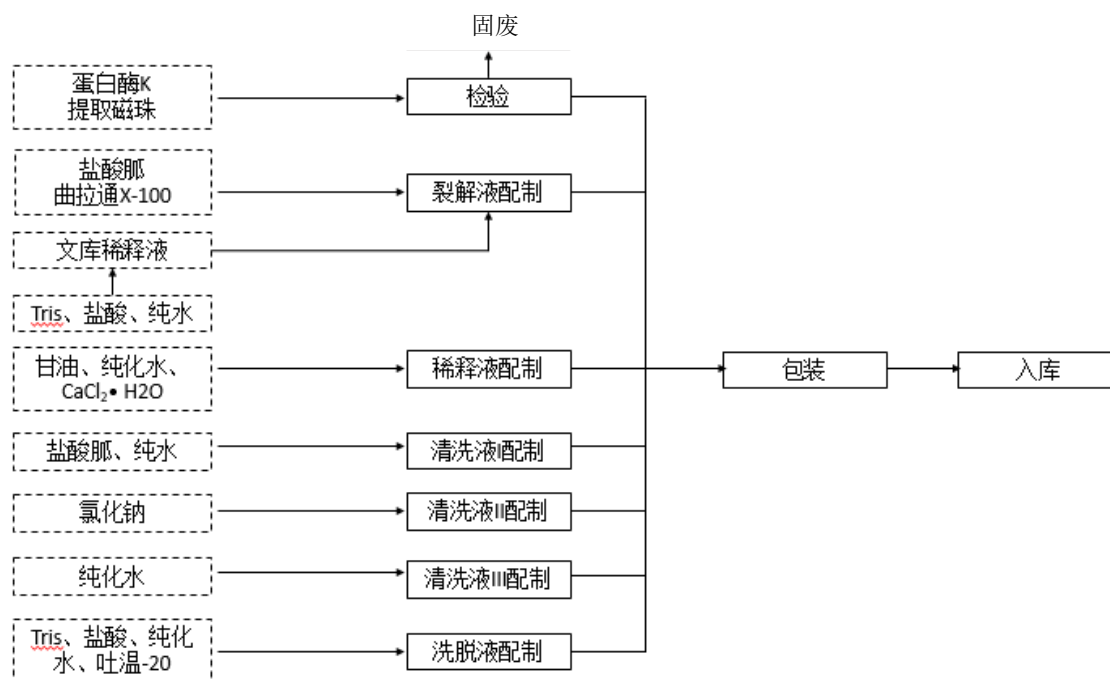 固废
蛋白酶K
提取磁珠
检验
盐酸胍
曲拉通X-100
裂解液配制
文库稀释液
Tris、盐酸、纯水
甘油、纯化水、
CaCl₂• H2O
稀释液配制
包装
入库
盐酸胍、纯水
清洗液I配制
氯化钠
清洗液II配制
纯化水
清洗液III配制
Tris、盐酸、纯化
水、吐温-20
洗脱液配制